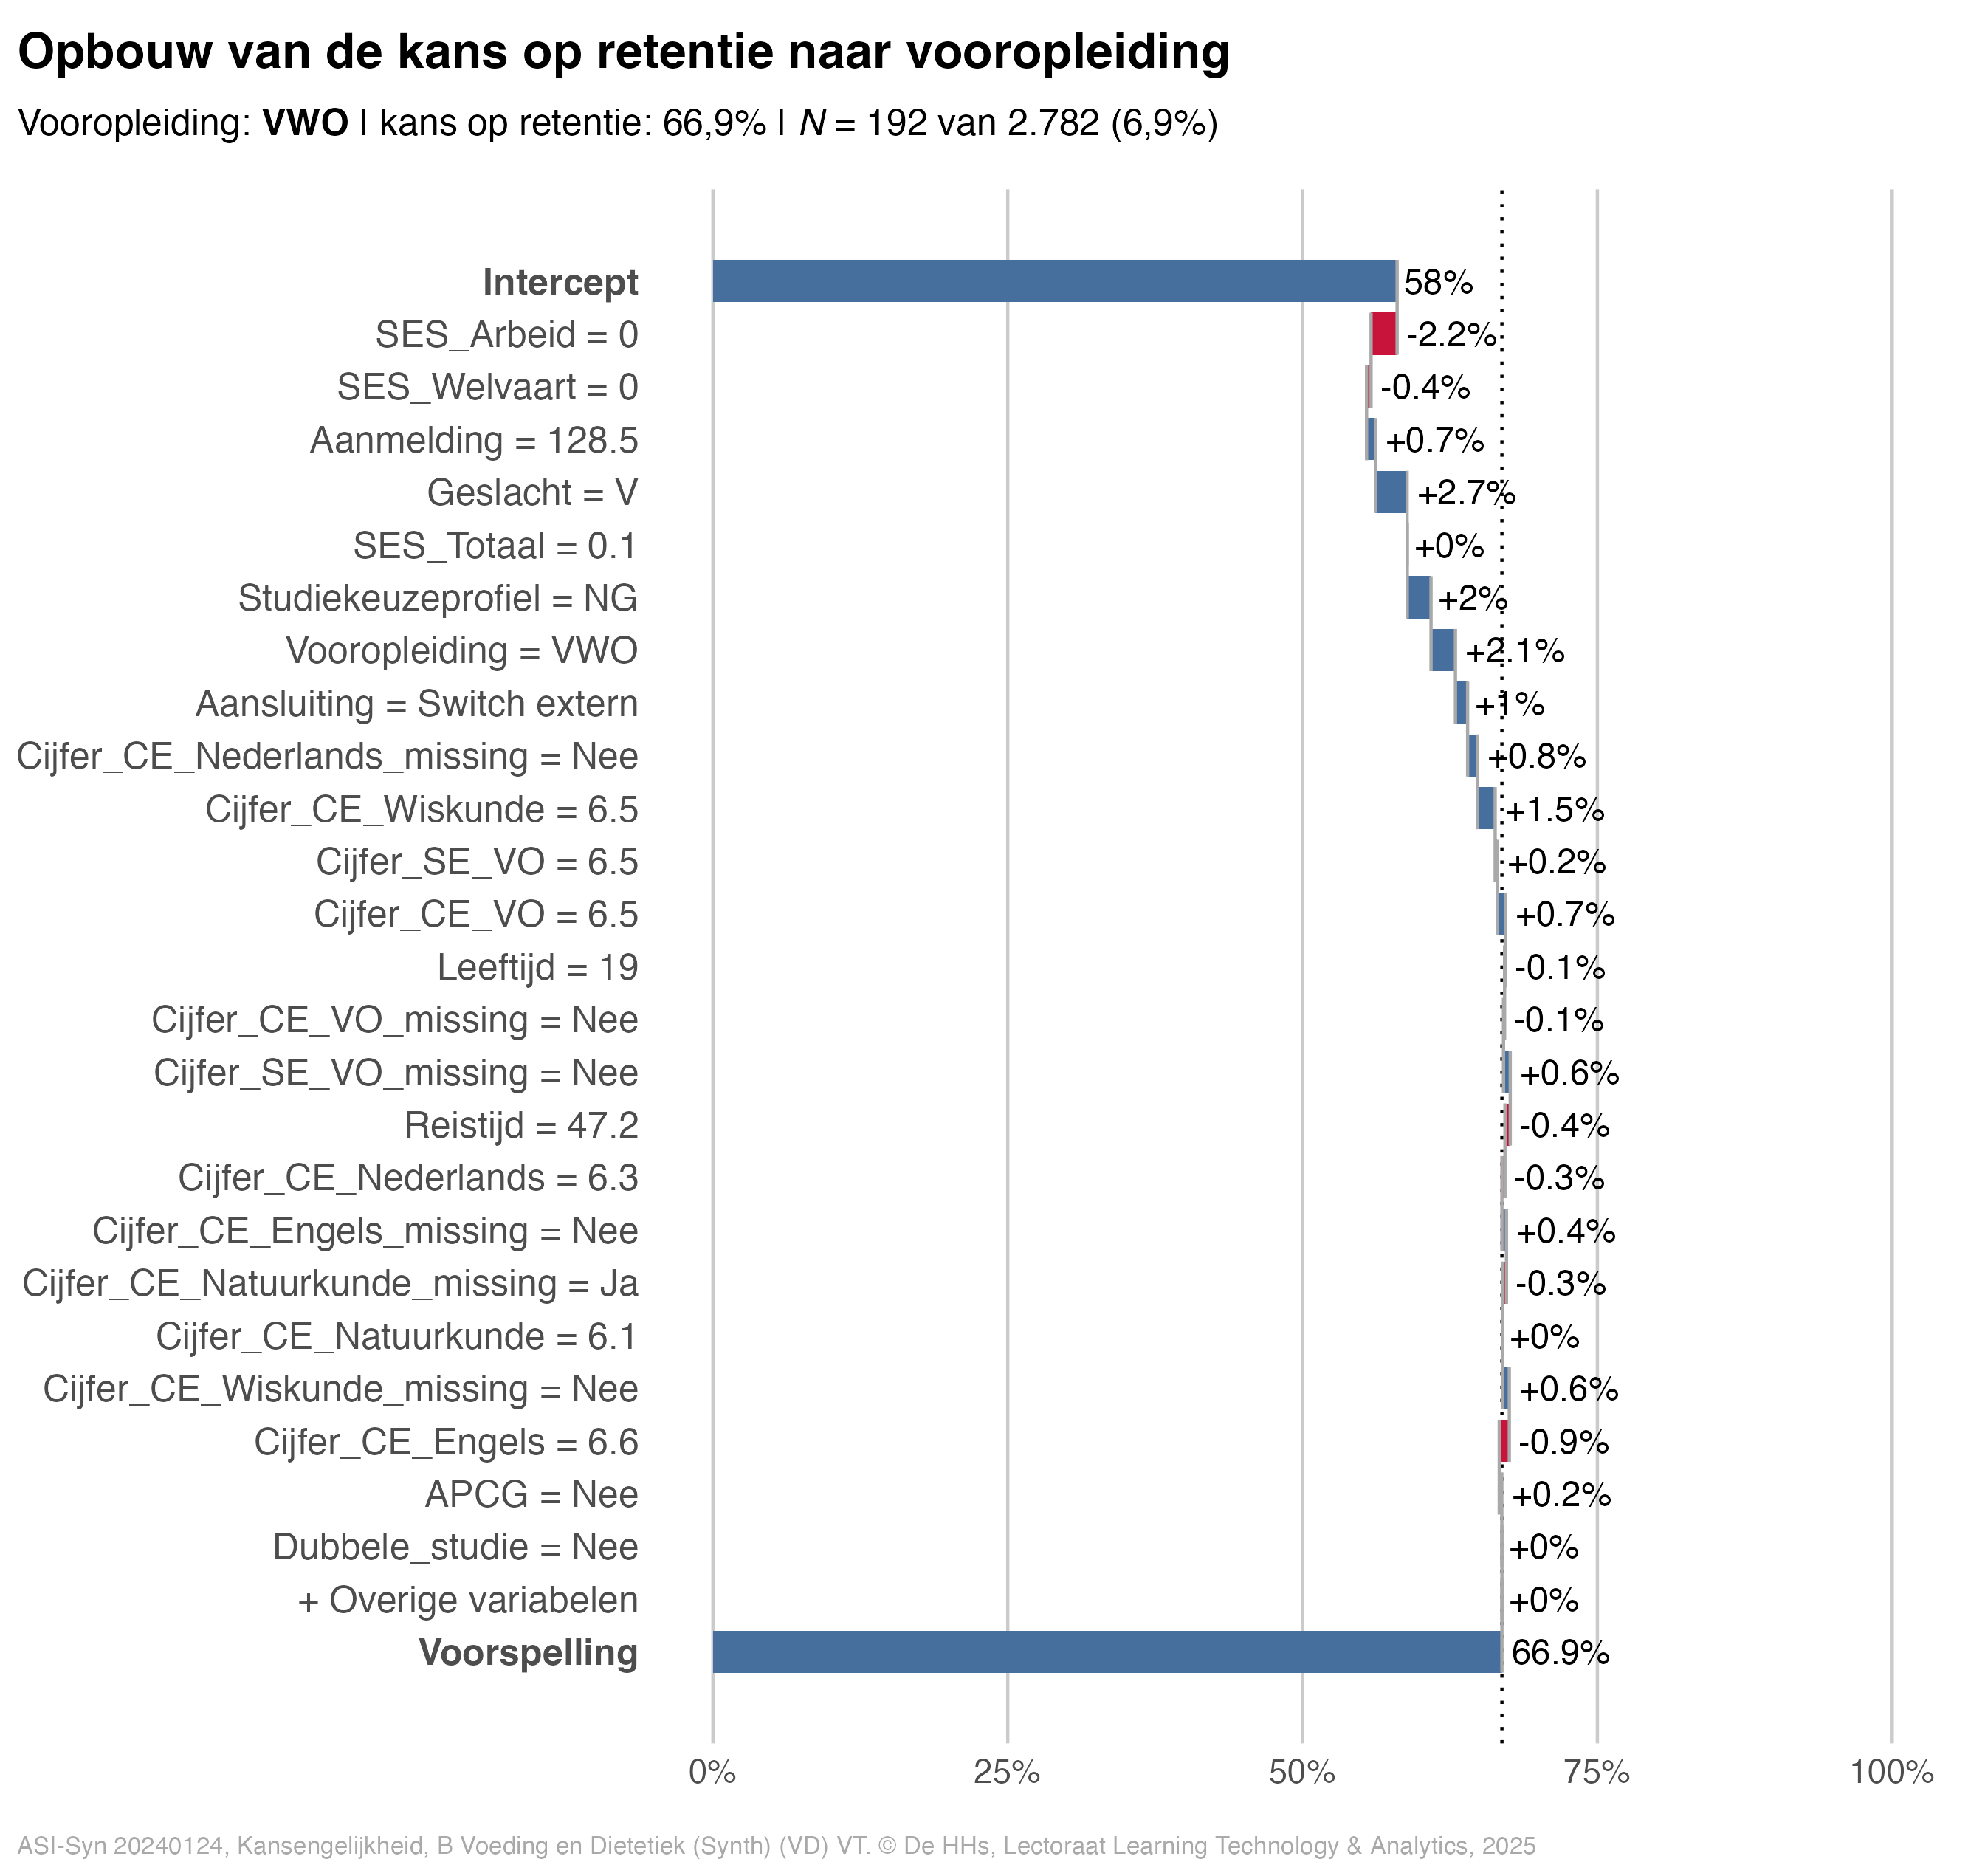 Opbouw van de kans op retentie naar vooropleiding
Vooropleiding: VWO | kans op retentie: 66,9% | N = 192 van 2.782 (6,9%)
Intercept 58%
SES_Arbeid = 0 -2.2%
SES_Welvaart = 0 -0.4%
Aanmelding = 128.5 +0.7%
Geslacht = V +2.7%
SES_Totaal = 0.1 +0%
Studiekeuzeprofiel = NG +2%
Vooropleiding = VWO +2.1%
Aansluiting = Switch extern +1%
Cijfer_CE_Nederlands_missing = Nee +0.8%
Cijfer_CE_Wiskunde = 6.5 +1.5%
Cijfer_SE_VO = 6.5 +0.2%
Cijfer_CE_VO = 6.5 +0.7%
Leeftijd = 19 -0.1%
Cijfer_CE_VO_missing = Nee -0.1%
Cijfer_SE_VO_missing = Nee +0.6%
Reistijd = 47.2 -0.4%
Cijfer_CE_Nederlands = 6.3 -0.3%
Cijfer_CE_Engels_missing = Nee +0.4%
Cijfer_CE_Natuurkunde_missing = Ja -0.3%
Cijfer_CE_Natuurkunde = 6.1 +0%
Cijfer_CE_Wiskunde_missing = Nee +0.6%
Cijfer_CE_Engels = 6.6 -0.9%
APCG = Nee +0.2%
Dubbele_studie = Nee +0%
+ Overige variabelen +0%
Voorspelling 66.9%
0% 25% 50% 75% 100%
ASI-Syn 20240124, Kansengelijkheid, B Voeding en Dietetiek (Synth) (VD) VT. © De HHs, Lectoraat Learning Technology & Analytics, 2025